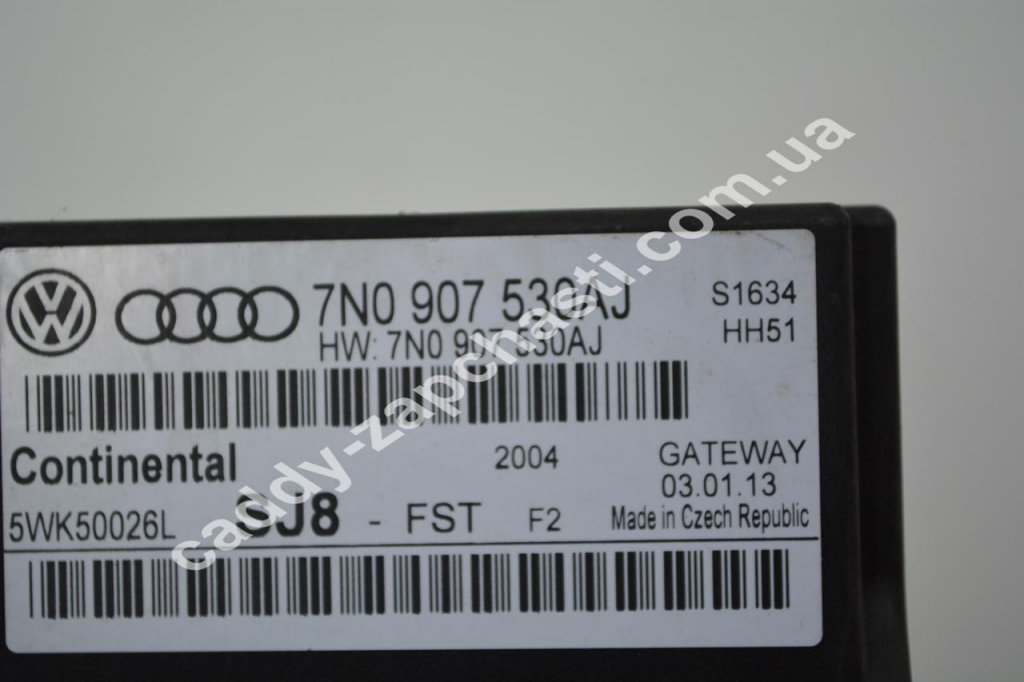 7N0 907 530AJ
HW: 7N0 907 530AJ
S1634
HH51
Continental
2004
GATEWAY
03.01.13
5WK50026L
SJ8 - FST F2
Made in Czech Republic
caddy-zapchasti.com.ua